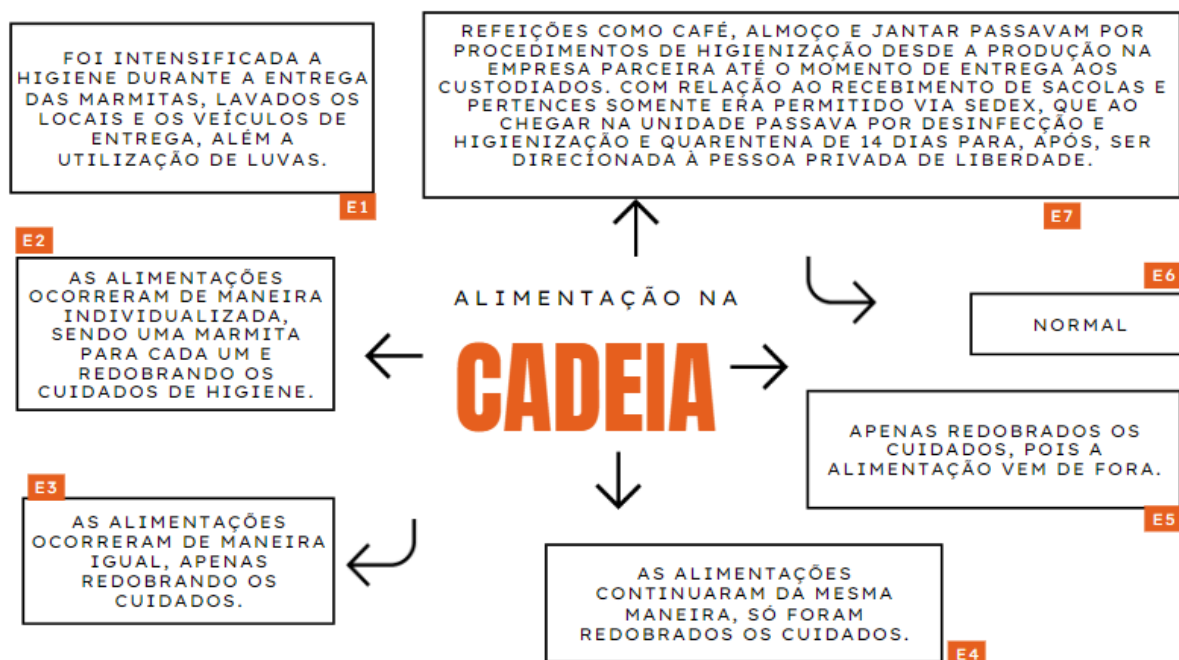 FOI INTENSIFICADA A
HIGIENE DURANTE A ENTREGA
DAS MARMITAS, LAVADOS OS
LOCAIS E OS VEÍCULOS DE
ENTREGA, ALÉM A
UTILIZAÇÃO DE LUVAS.
E1
REFEIÇÕES COMO CAFÉ, ALMOÇO E JANTAR PASSAVAM POR
PROCEDIMENTOS DE HIGIENIZAÇÃO DESDE A PRODUÇÃO NA
EMPRESA PARCEIRA ATÉ O MOMENTO DE ENTREGA AOS
CUSTODIADOS. COM RELAÇÃO AO RECEBIMENTO DE SACOLAS E
PERTENCES SOMENTE ERA PERMITIDO VIA SEDEX, QUE AO
CHEGAR NA UNIDADE PASSAVA POR DESINFECÇÃO E
HIGIENIZAÇÃO E QUARENTENA DE 14 DIAS PARA, APÓS, SER
DIRECIONADA À PESSOA PRIVADA DE LIBERDADE.
E7
E2
AS ALIMENTAÇÕES
OCORRERAM DE MANEIRA
INDIVIDUALIZADA,
SENDO UMA MARMITA
PARA CADA UM E
REDOBRANDO OS
CUIDADOS DE HIGIENE.
ALIMENTAÇÃO NA
CADEIA
E6
NORMAL
APENAS REDOBRADOS OS
CUIDADOS, POIS A
ALIMENTAÇÃO VEM DE FORA.
E5
E3
AS ALIMENTAÇÕES
OCORRERAM DE MANEIRA
IGUAL, APENAS
REDOBRANDO OS
CUIDADOS.
AS ALIMENTAÇÕES
CONTINUARAM DA MESMA
MANEIRA, SÓ FORAM
REDOBRADOS OS CUIDADOS.
E4